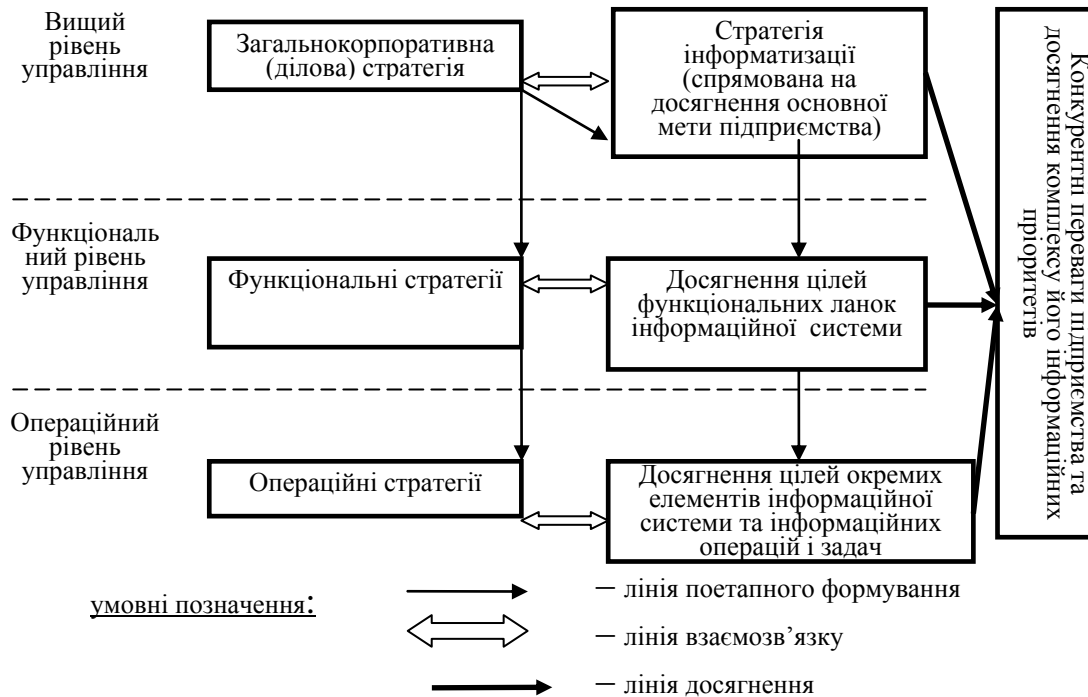 Вищий
рівень
управління
Загальнокорпоративна
(ділова) стратегія
Стратегія
інформатизації
(спрямована на
досягнення основної
мети підприємства)
Функціональ
ний рівень
управління
Функціональні стратегії
Досягнення цілей
функціональних ланок
інформаційної системи
Операційний
рівень
управління
Операційні стратегії
Досягнення цілей окремих
елементів інформаційної
системи та інформаційних
операцій і задач
Конкурентні переваги підприємства та
досягнення комплексу його інформаційних
пріоритетів
умовні позначення:
– лінія поетапного формування
– лінія взаємозв’язку
– лінія досягнення